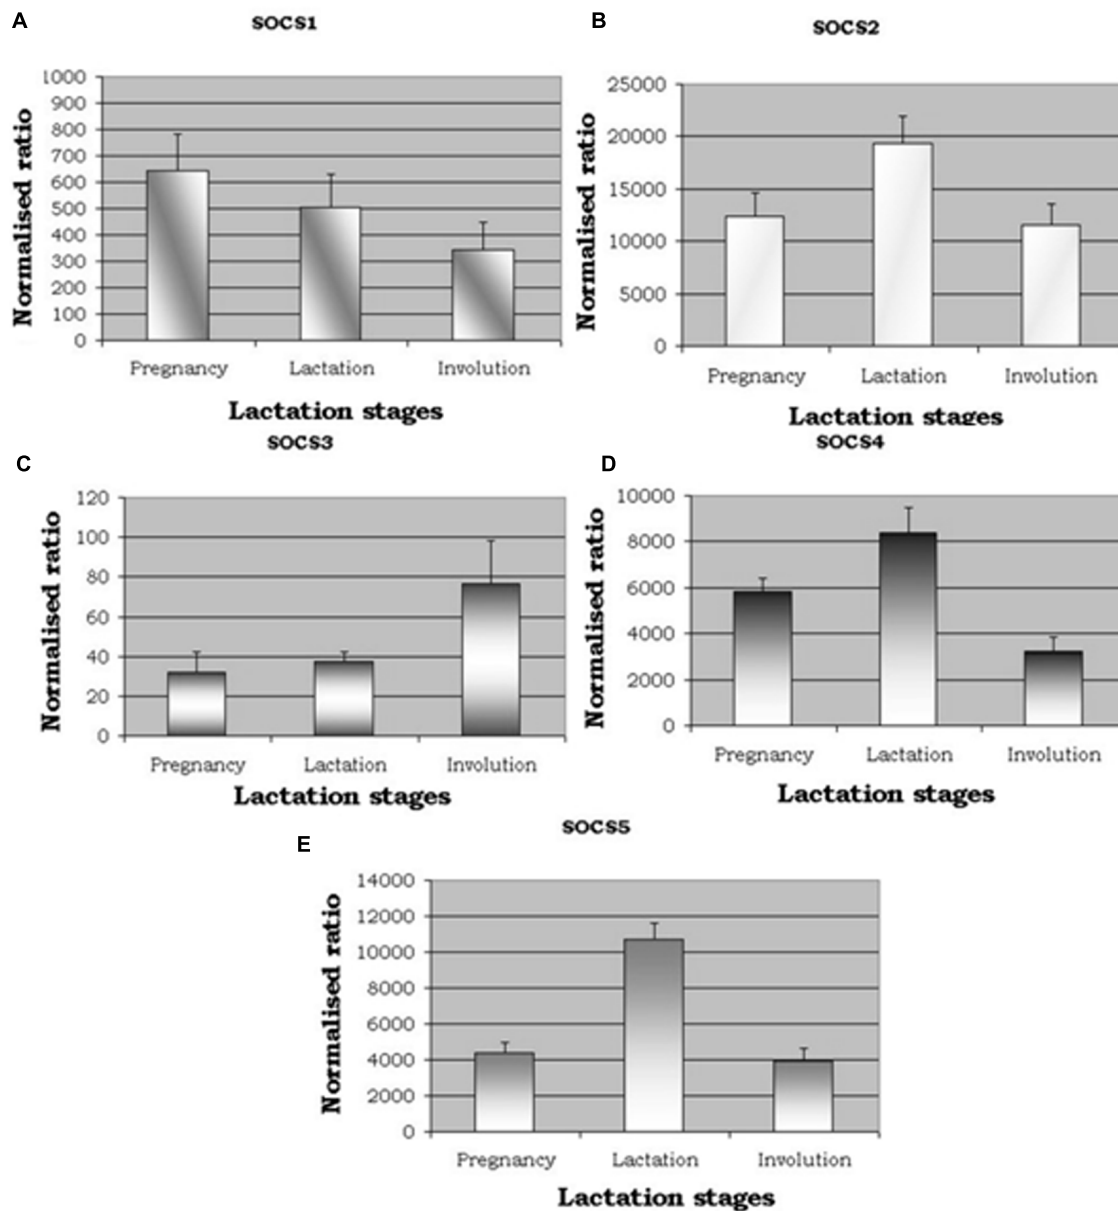 A
SOCS1
1000
900
800
700
600
500
400
300
200
100
0
Normalised ratio
Pregnancy Lactation Involution
Lactation stages
B
SOCS2
25000
20000
15000
10000
5000
0
Normalised ratio
Pregnancy Lactation Involution
Lactation stages
C
SOCS3
120
100
80
60
40
20
0
Normalised ratio
Pregnancy Lactation Involution
Lactation stages
D
SOCS4
10000
8000
6000
4000
2000
0
Normalised ratio
Pregnancy Lactation Involution
Lactation stages
E
SOCS5
14000
12000
10000
8000
6000
4000
2000
0
Normalised ratio
Pregnancy Lactation Involution
Lactation stages